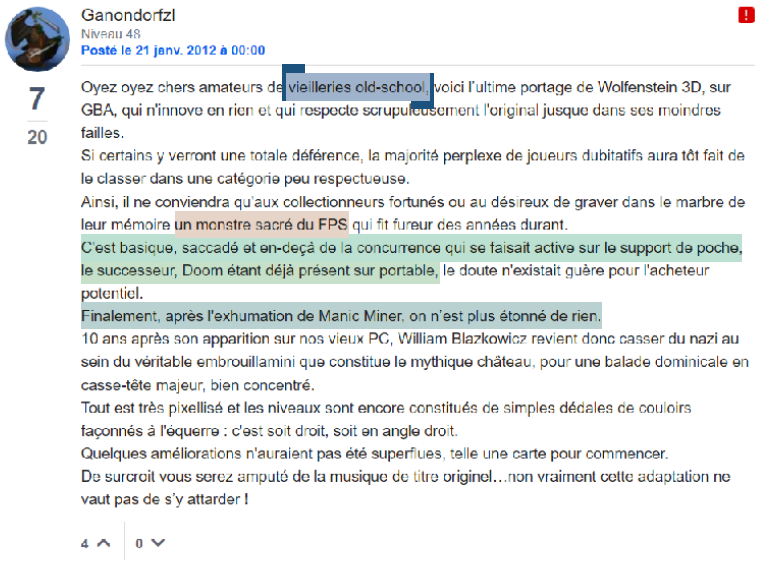 Ganondorfzl
Niveau 48
Posté le 21 janv. 2012 à 00:00
7
20
Oyez oyez chers amateurs de vieilleries old-school, voici l'ultime portage de Wolfenstein 3D, sur
GBA, qui n'innove en rien et qui respecte scrupuleusement l'original jusque dans ses moindres
failles.
Si certains y verront une totale déférence, la majorité perplexe de joueurs dubitatifs aura tôt fait de
le classer dans une catégorie peu respectueuse.
Ainsi, il ne conviendra qu'aux collectionneurs fortunés ou au désireux de graver dans le marbre de
leur mémoire un monstre sacré du FPS qui fit fureur des années durant.
C'est basique, saccadé et en-deçà de la concurrence qui se faisait active sur le support de poche,
le successeur, Doom étant déjà présent sur portable, le doute n'existait guère pour l'acheteur
potentiel.
Finalement, après l'exhumation de Manic Miner, on n'est plus étonné de rien.
10 ans après son apparition sur nos vieux PC, William Blazkowicz revient donc casser du nazi au
sein du véritable embrouillamini que constitue le mythique château, pour une balade dominicale en
casse-tête majeur, bien concentré.
Tout est très pixellisé et les niveaux sont encore constitués de simples dédales de couloirs
façonnés à l'équerre : c'est soit droit, soit en angle droit.
Quelques améliorations n'auraient pas été superflues, telle une carte pour commencer.
De surcroit vous serez amputé de la musique de titre originel…non vraiment cette adaptation ne
vaut pas de s'y attarder !
4 0